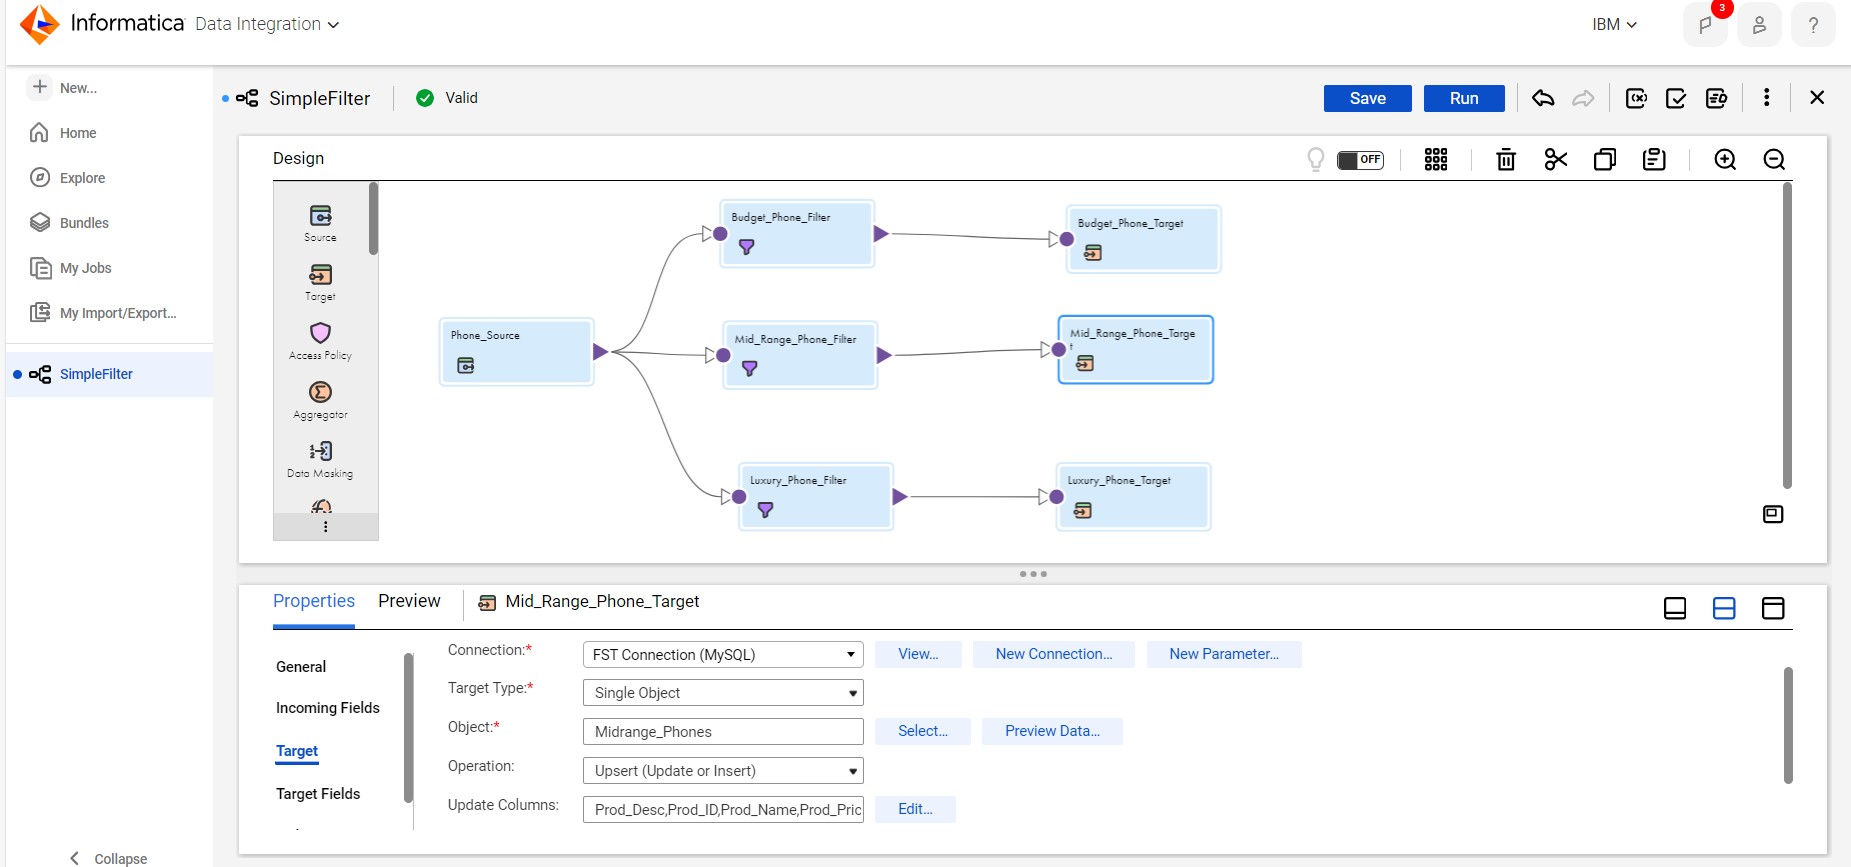 Informatica Data Integration
IBM
3
?
New...
Home
Explore
Bundles
My Jobs
My Import/Export...
SimpleFilter
Collapse
SimpleFilter
Valid
Save
Run
Design
OFF
Source
Target
Access Policy
Aggregator
Data Masking
Phone_Source
Budget_Phone_Filter
Budget_Phone_Target
Mid_Range_Phone_Filter
Mid_Range_Phone_Targe
t
Luxury_Phone_Filter
Luxury_Phone_Target
Properties
Preview
Mid_Range_Phone_Target
General
Incoming Fields
Target
Target Fields
Connection:* FST Connection (MySQL) View... New Connection... New Parameter...
Target Type:* Single Object
Object:* Midrange_Phones Select... Preview Data...
Operation: Upsert (Update or Insert)
Update Columns: Prod_Desc,Prod_ID,Prod_Name,Prod_Pric Edit...